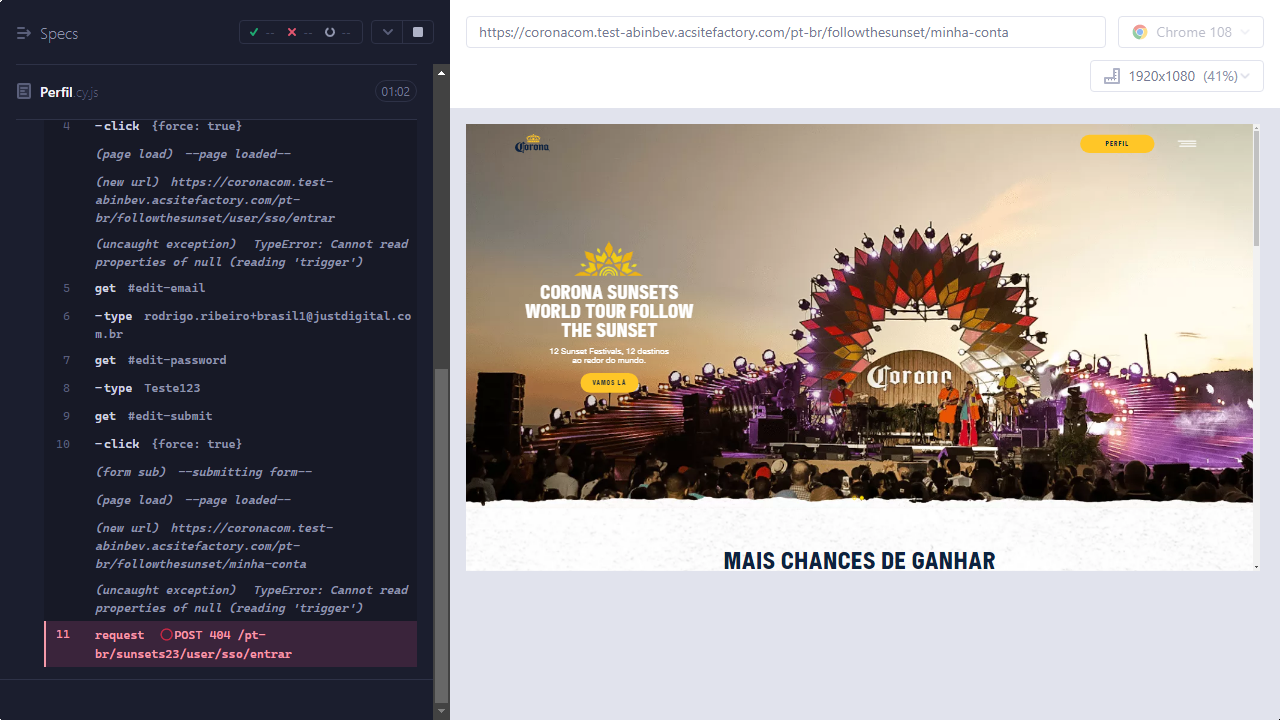 Specs
--
--
--
Perfil.cy.js
01:02
4 -click {force: true}
(page load) --page loaded--
(new url) https://coronacom.test-
abinbev.acsitefactory.com/pt-
br/followthesunset/user/sso/entrar
(uncaught exception) TypeError: Cannot read
properties of null (reading 'trigger')
5 get #edit-email
6 -type rodrigo.ribeiro+brasil1@justdigital.co
m.br
7 get #edit-password
8 -type Teste123
9 get #edit-submit
10 -click {force: true}
(form sub) --submitting form--
(page load) --page loaded--
(new url) https://coronacom.test-
abinbev.acsitefactory.com/pt-
br/followthesunset/minha-conta
(uncaught exception) TypeError: Cannot read
properties of null (reading 'trigger')
11 request POST 404 /pt-
br/sunsets23/user/sso/entrar
https://coronacom.test-abinbev.acsitefactory.com/pt-br/followthesunset/minha-conta
Chrome 108
1920x1080 (41%)
Corona
PERFIL
CORONA SUNSETS
WORLD TOUR FOLLOW
THE SUNSET
12 Sunset Festivals, 12 destinos
ao redor do mundo.
VAMOS LÁ
Corona
MAIS CHANCES DE GANHAR